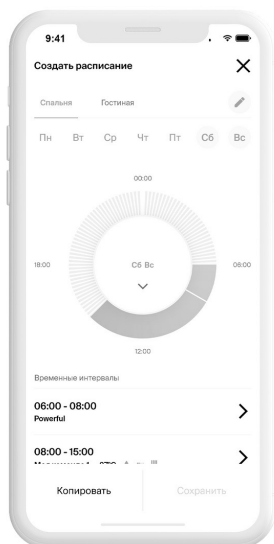 9:41
Создать расписание
Спальня Гостиная
Пн Вт Ср Чт Пт Сб Вс
00:00
18:00 Сб Вс 06:00
12:00
Временные интервалы
06:00 - 08:00
Powerful
08:00 - 15:00
Копировать Сохранить